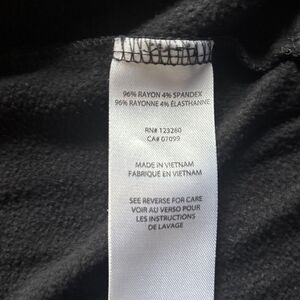 96% RAYON 4% SPANDEX
96% RAYONNE 4% ÉLASTHANNE
RN# 123260
CA# 07099
MADE IN VIETNAM
FABRIQUÉ EN VIETNAM
SEE REVERSE FOR CARE
VOIR AU VERSO POUR
LES INSTRUCTIONS
DE LAVAGE